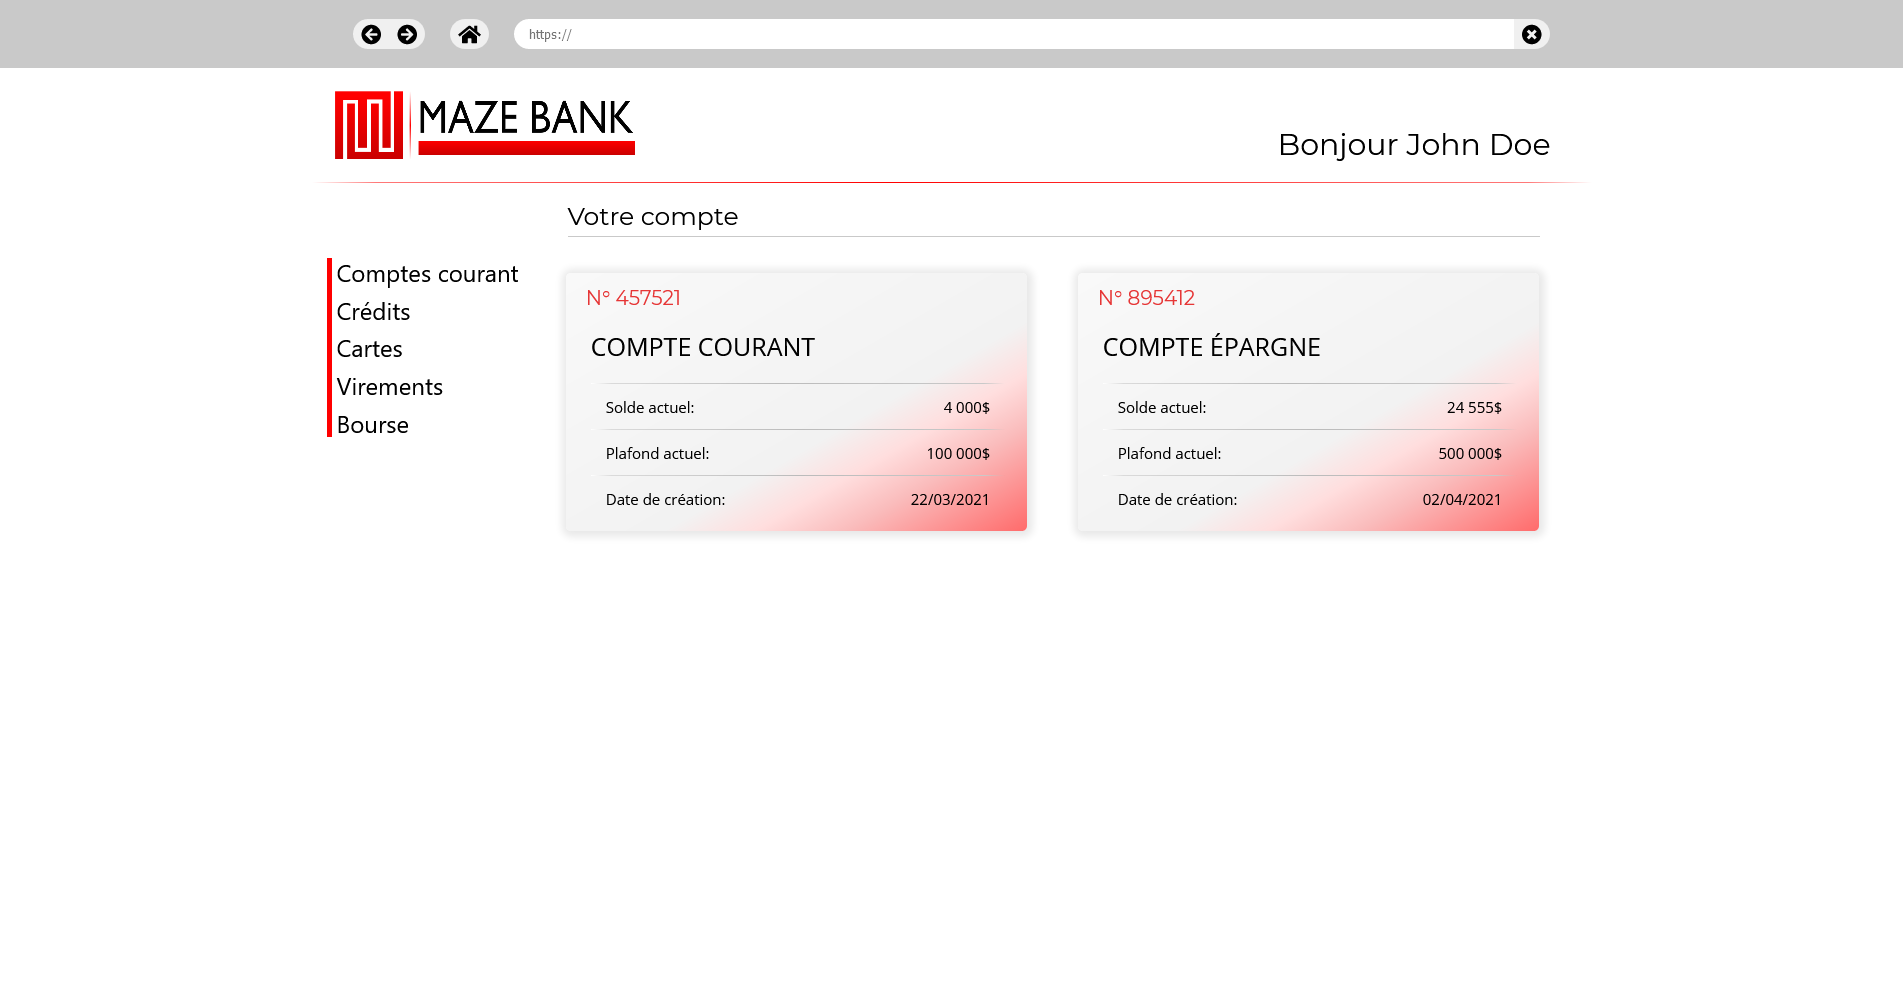 https://
MAZE BANK
Bonjour John Doe
Votre compte
Comptes courant
Crédits
Cartes
Virements
Bourse
N° 457521
COMPTE COURANT
Solde actuel: 4 000$
Plafond actuel: 100 000$
Date de création: 22/03/2021
N° 895412
COMPTE ÉPARGNE
Solde actuel: 24 555$
Plafond actuel: 500 000$
Date de création: 02/04/2021